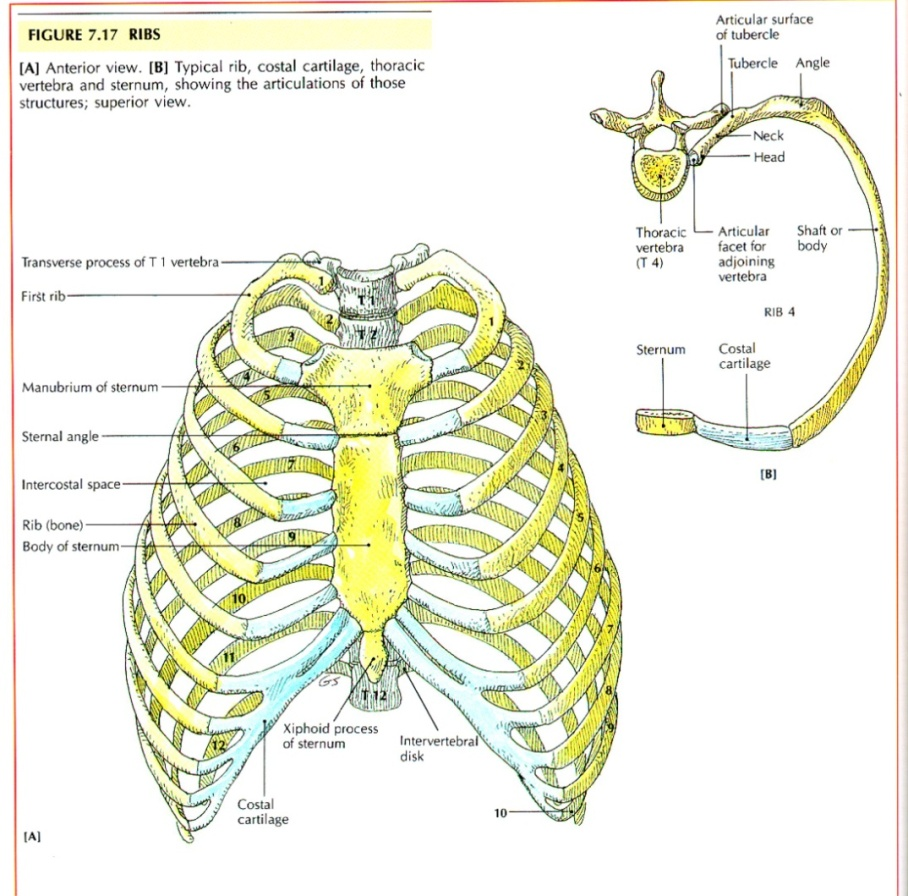 FIGURE 7.17 RIBS
[A] Anterior view. [B] Typical rib, costal cartilage, thoracic
vertebra and sternum, showing the articulations of those
structures; superior view.
Articular surface
of tubercle
Tubercle
Angle
Neck
Head
Thoracic
vertebra
(T 4)
Articular
facet for
adjoining
vertebra
Shaft or
body
RIB 4
Sternum
Costal
cartilage
[B]
Transverse process of T 1 vertebra
First rib
Manubrium of sternum
Sternal angle
Intercostal space
Rib (bone)
Body of sternum
T 1
T 2
T 12
1
2
3
4
5
6
7
8
9
10
11
12
1
2
3
4
5
6
7
8
9
10
GS
Xiphoid process
of sternum
Intervertebral
disk
Costal
cartilage
[A]